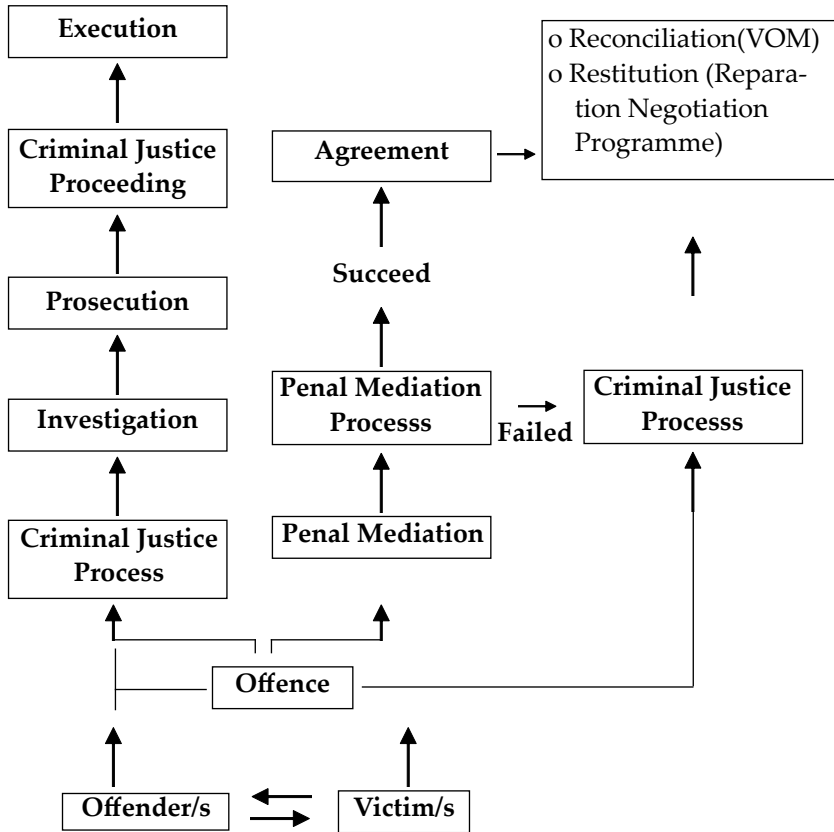 Execution
o Reconciliation(VOM)
o Restitution (Repara-
tion Negotiation
Programme)
Criminal Justice
Proceeding
Agreement
Succeed
Prosecution
Penal Mediation
Processs
Failed
Criminal Justice
Processs
Investigation
Criminal Justice
Process
Penal Mediation
Offence
Offender/s
Victim/s